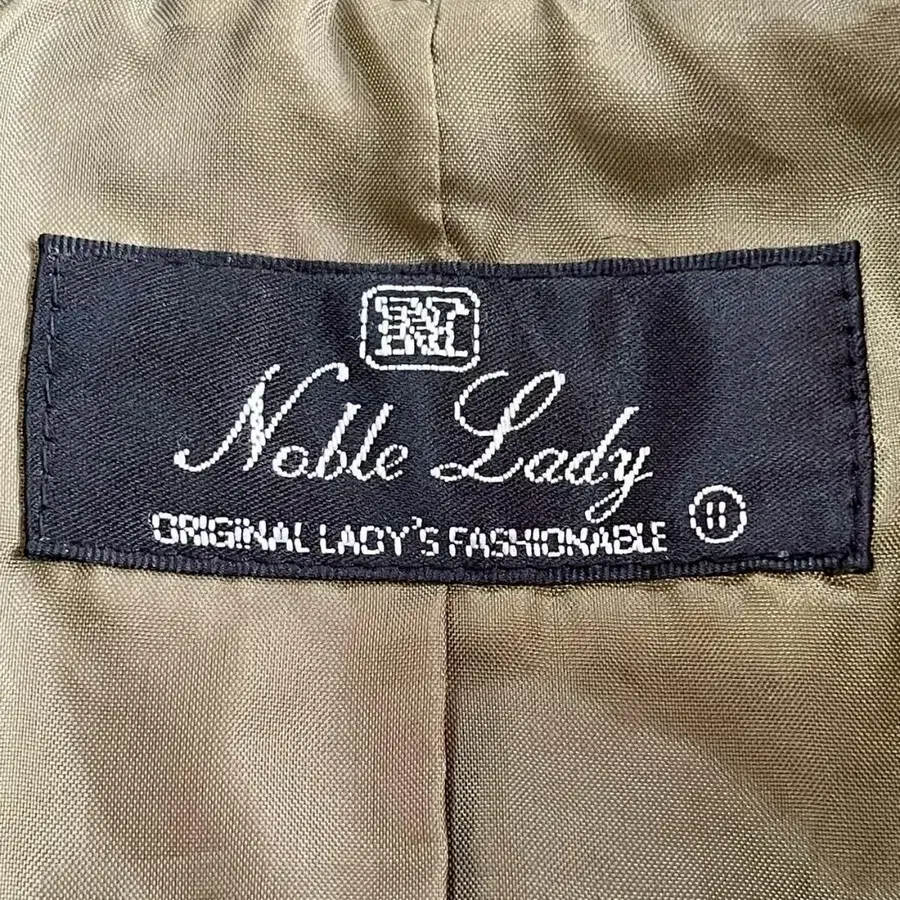 N
Noble Lady
ORIGINAL LADY'S FASHIONABLE
11